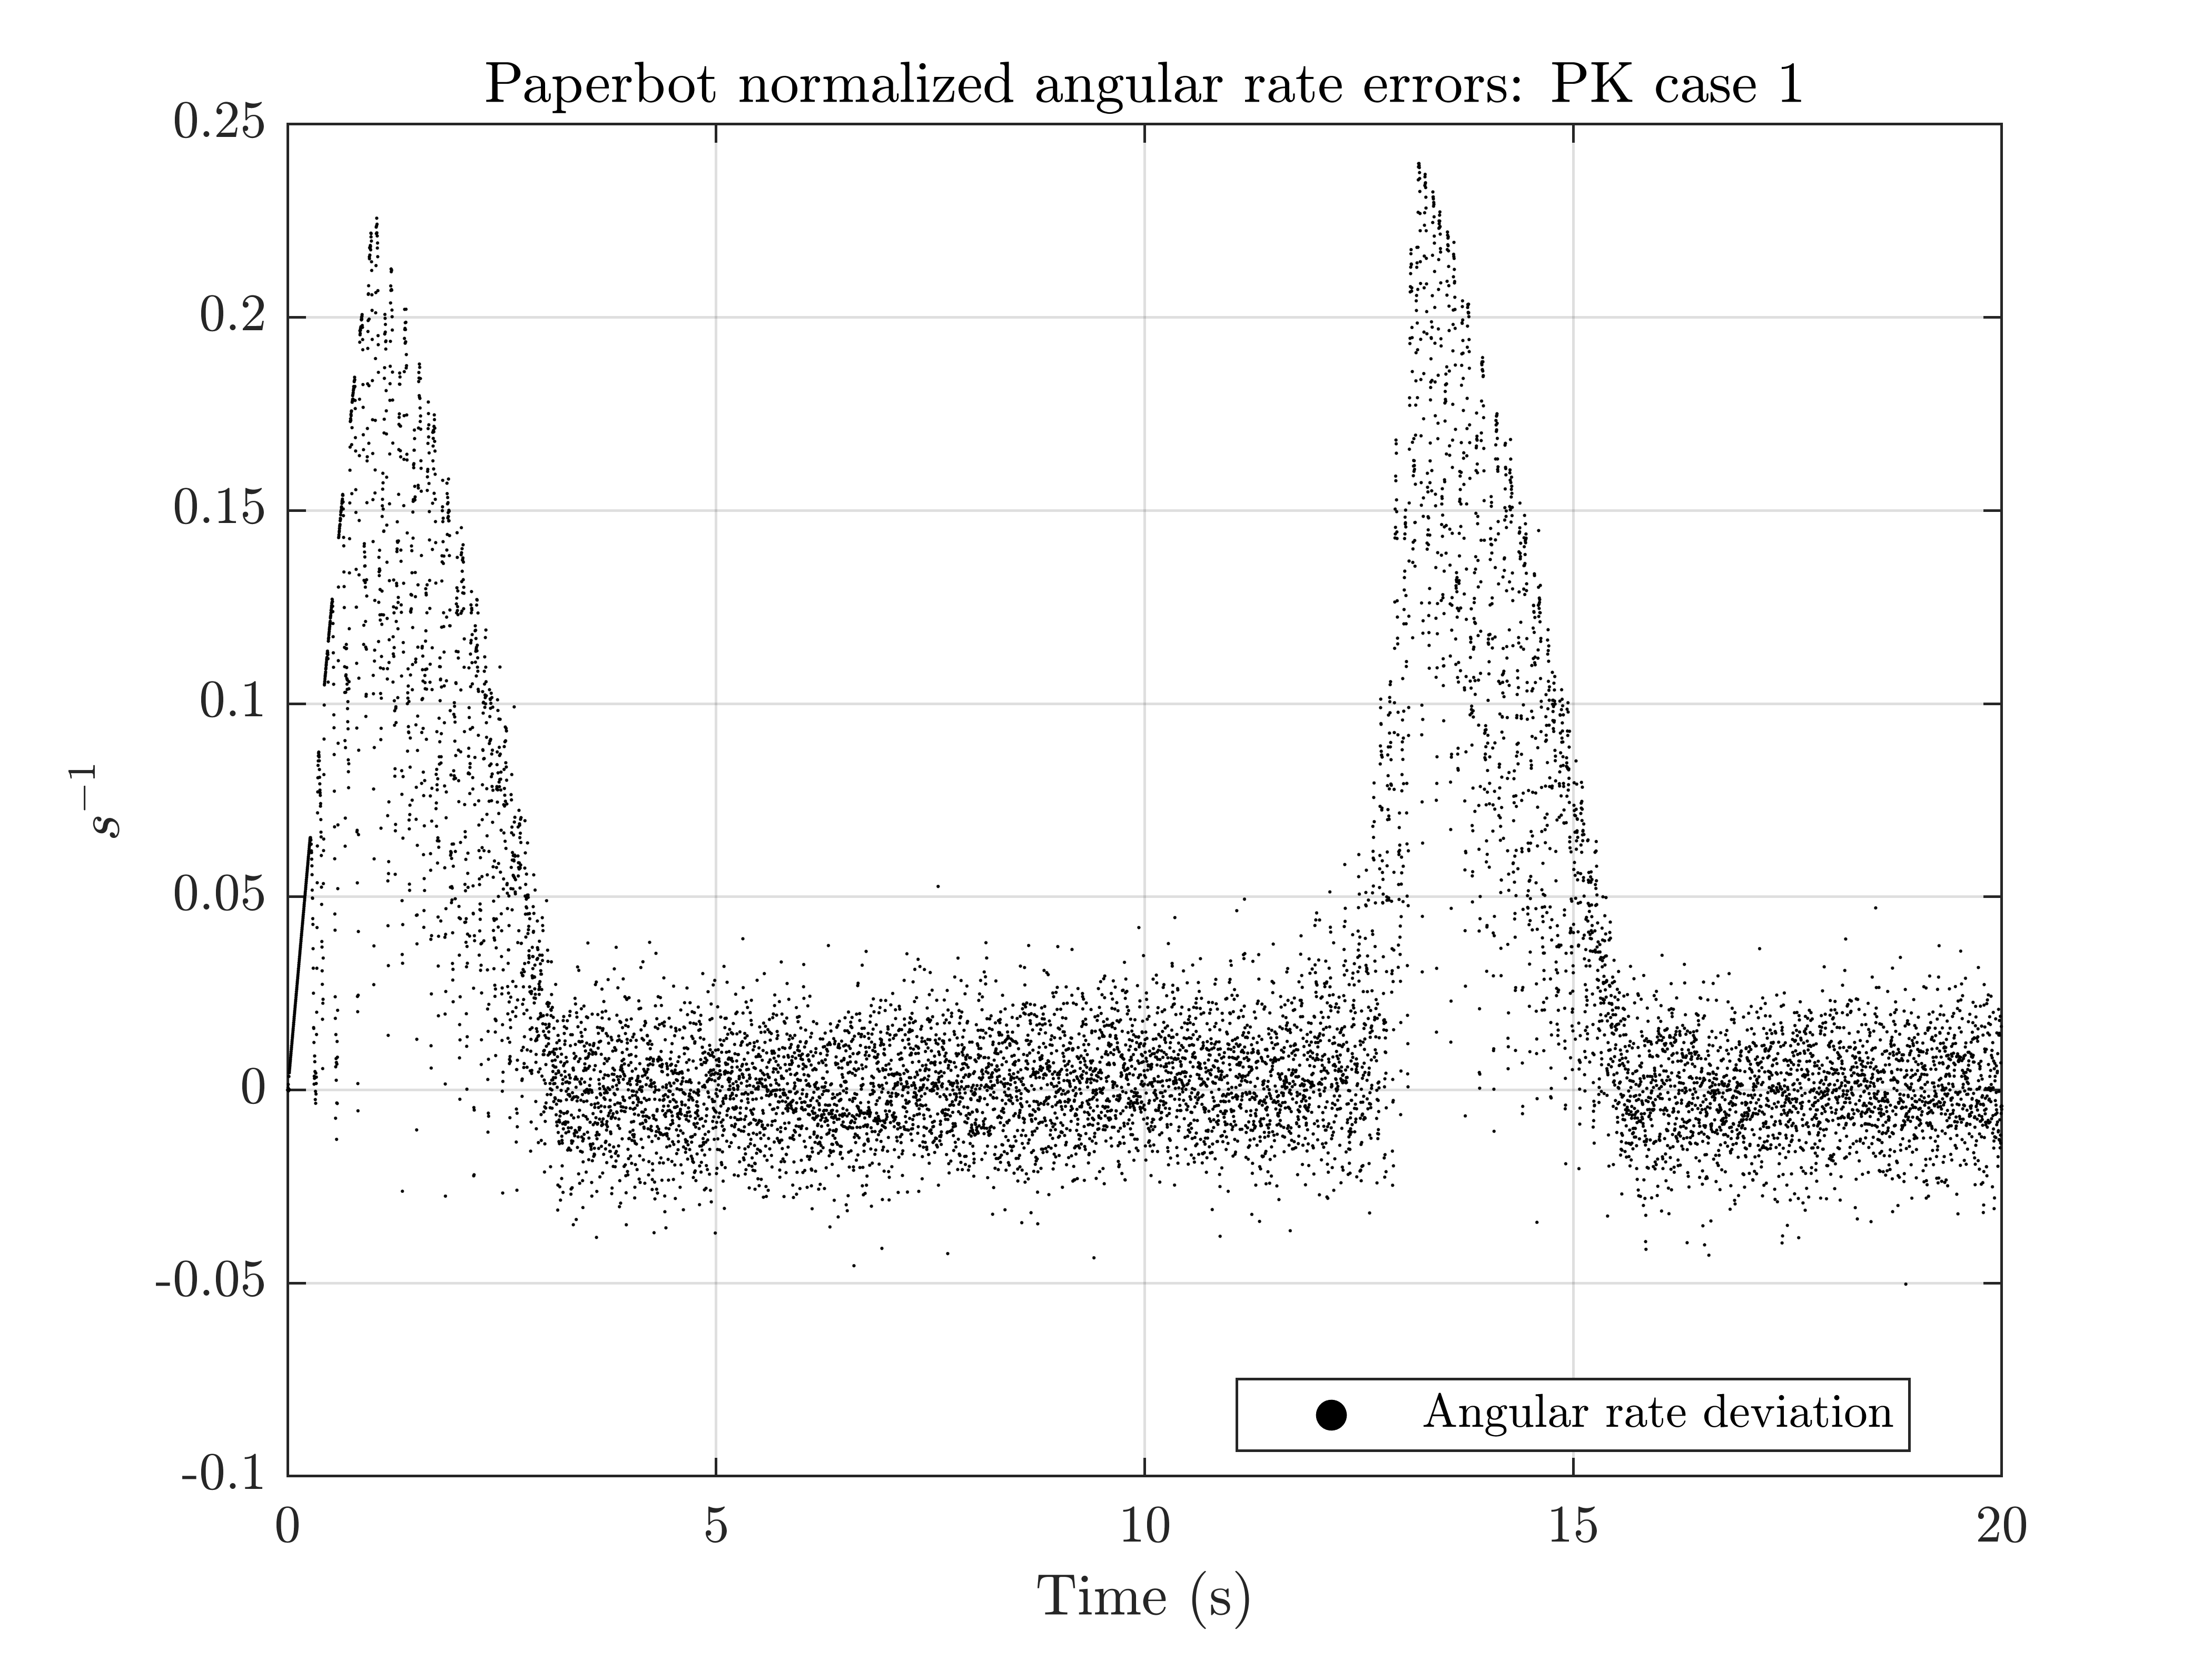 Paperbot normalized angular rate errors: PK case 1
0.25
0.2
0.15
0.1
0.05
0
-0.05
-0.1
s⁻¹
0 5 10 15 20
Time (s)
Angular rate deviation